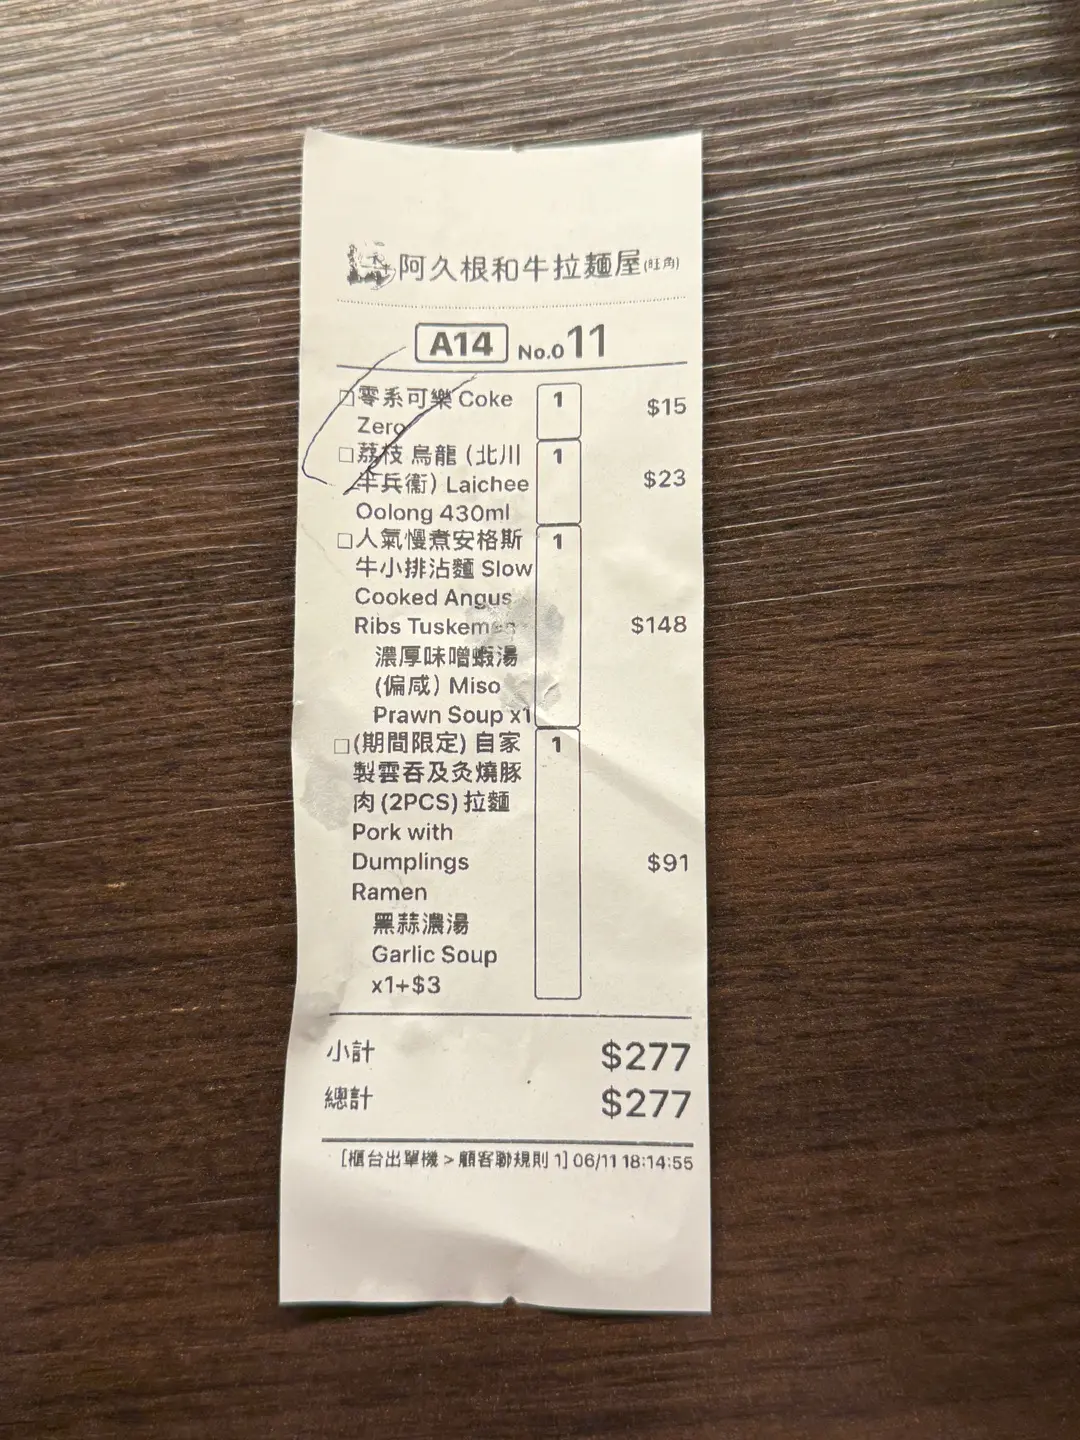 阿久根和牛拉麵屋(旺角)
A14 No.011
□零系可樂 Coke 1 $15
Zero
□荔枝 烏龍 (北川 1 $23
半兵衞) Laichee
Oolong 430ml
□人氣慢煮安格斯 1
牛小排沾麵 Slow
Cooked Angus
Ribs Tuskemen $148
濃厚味噌蝦湯
(偏咸) Miso
Prawn Soup x1
□(期間限定) 自家 1
製雲吞及灸燒豚
肉 (2PCS) 拉麵
Pork with
Dumplings $91
Ramen
黑蒜濃湯
Garlic Soup
x1+$3
小計 $277
總計 $277
[櫃台出單機 > 顧客聯規則 1] 06/11 18:14:55